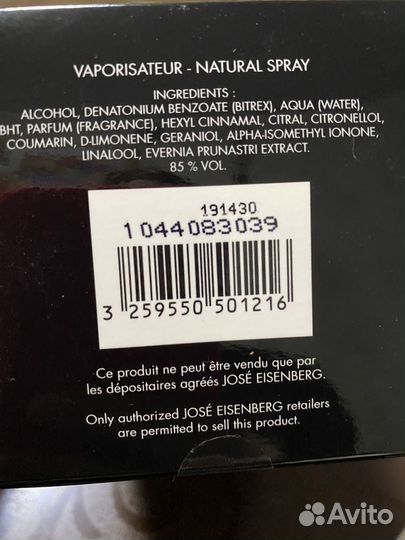 VAPORISATEUR - NATURAL SPRAY
INGREDIENTS :
ALCOHOL, DENATONIUM BENZOATE (BITREX), AQUA (WATER),
BHT, PARFUM (FRAGRANCE), HEXYL CINNAMAL, CITRAL, CITRONELLOL,
COUMARIN, D-LIMONENE, GERANIOL, ALPHA-ISOMETHYL IONONE,
LINALOOL, EVERNIA PRUNASTRI EXTRACT.
85 % VOL.
191430
1044083039
3 259550 501216
Ce produit ne peut être vendu que par
les dépositaires agréés JOSÉ EISENBERG.
Only authorized JOSÉ EISENBERG retailers
are permitted to sell this product.
Avito